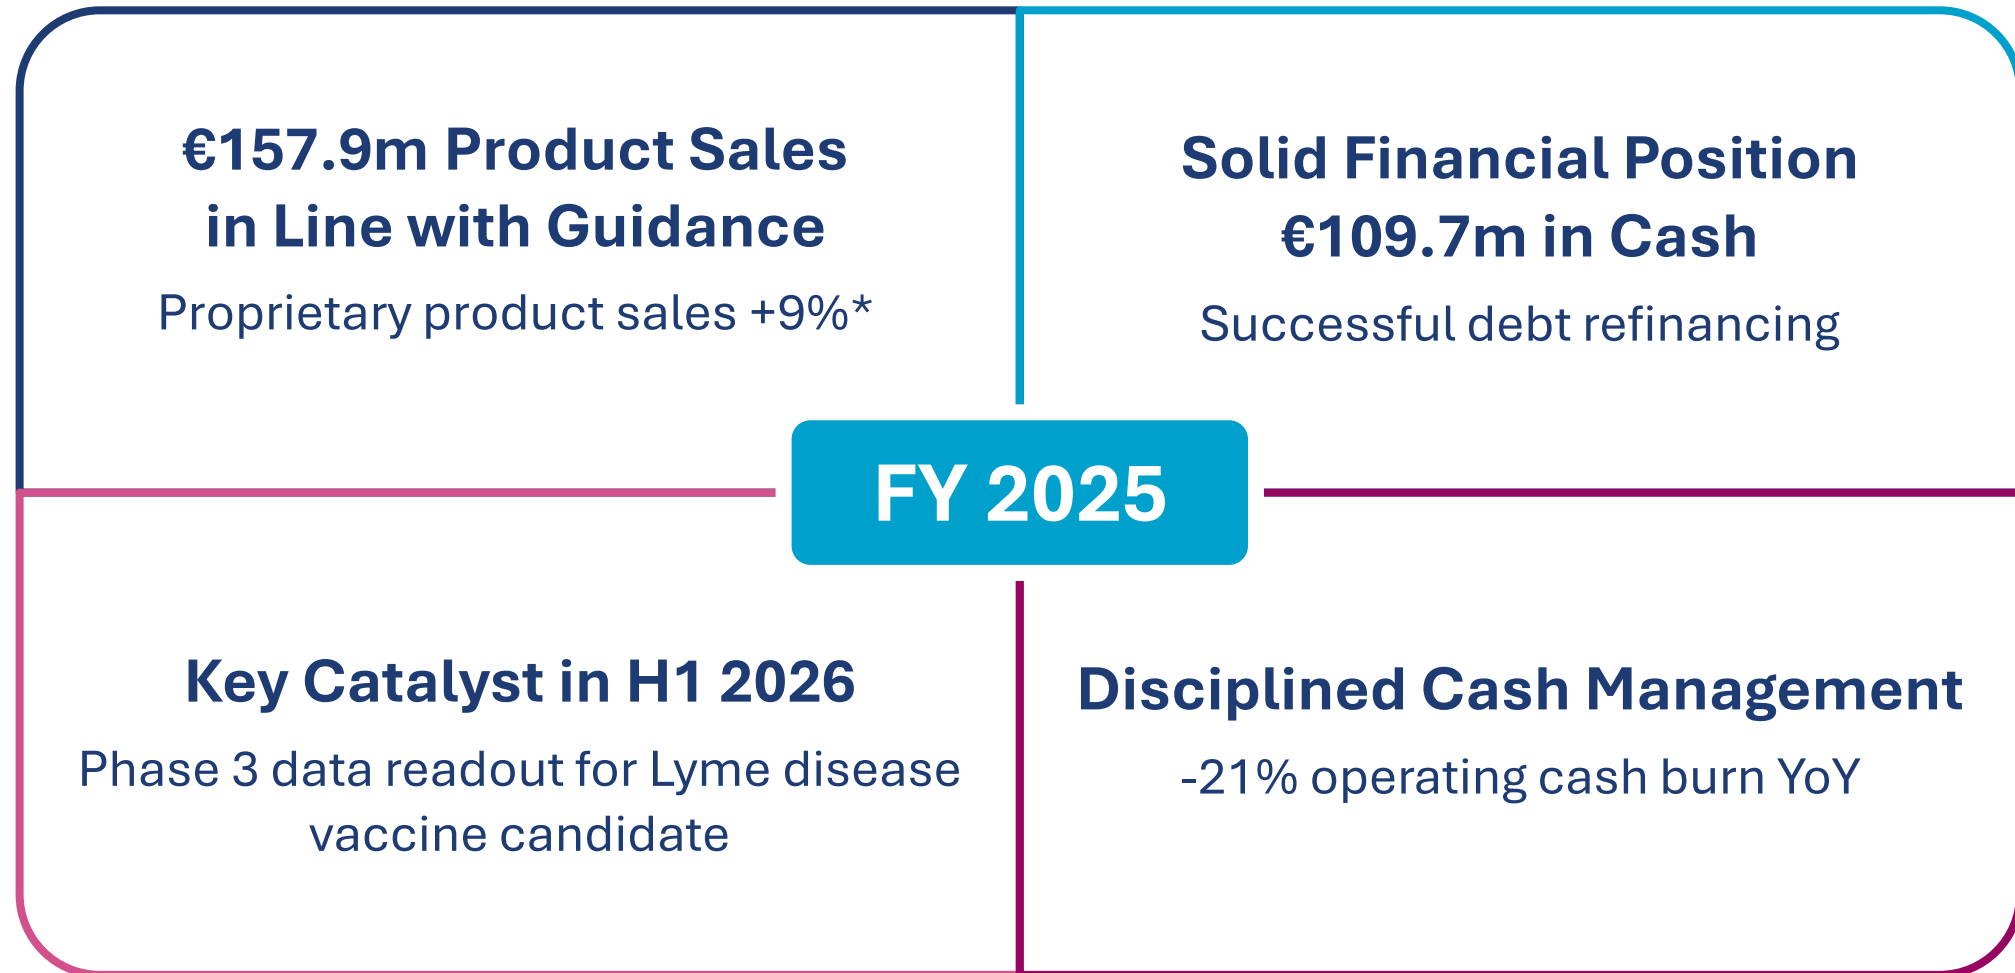 €157.9m Product Sales
in Line with Guidance
Proprietary product sales +9%*
Solid Financial Position
€109.7m in Cash
Successful debt refinancing
FY 2025
Key Catalyst in H1 2026
Phase 3 data readout for Lyme disease
vaccine candidate
Disciplined Cash Management
-21% operating cash burn YoY